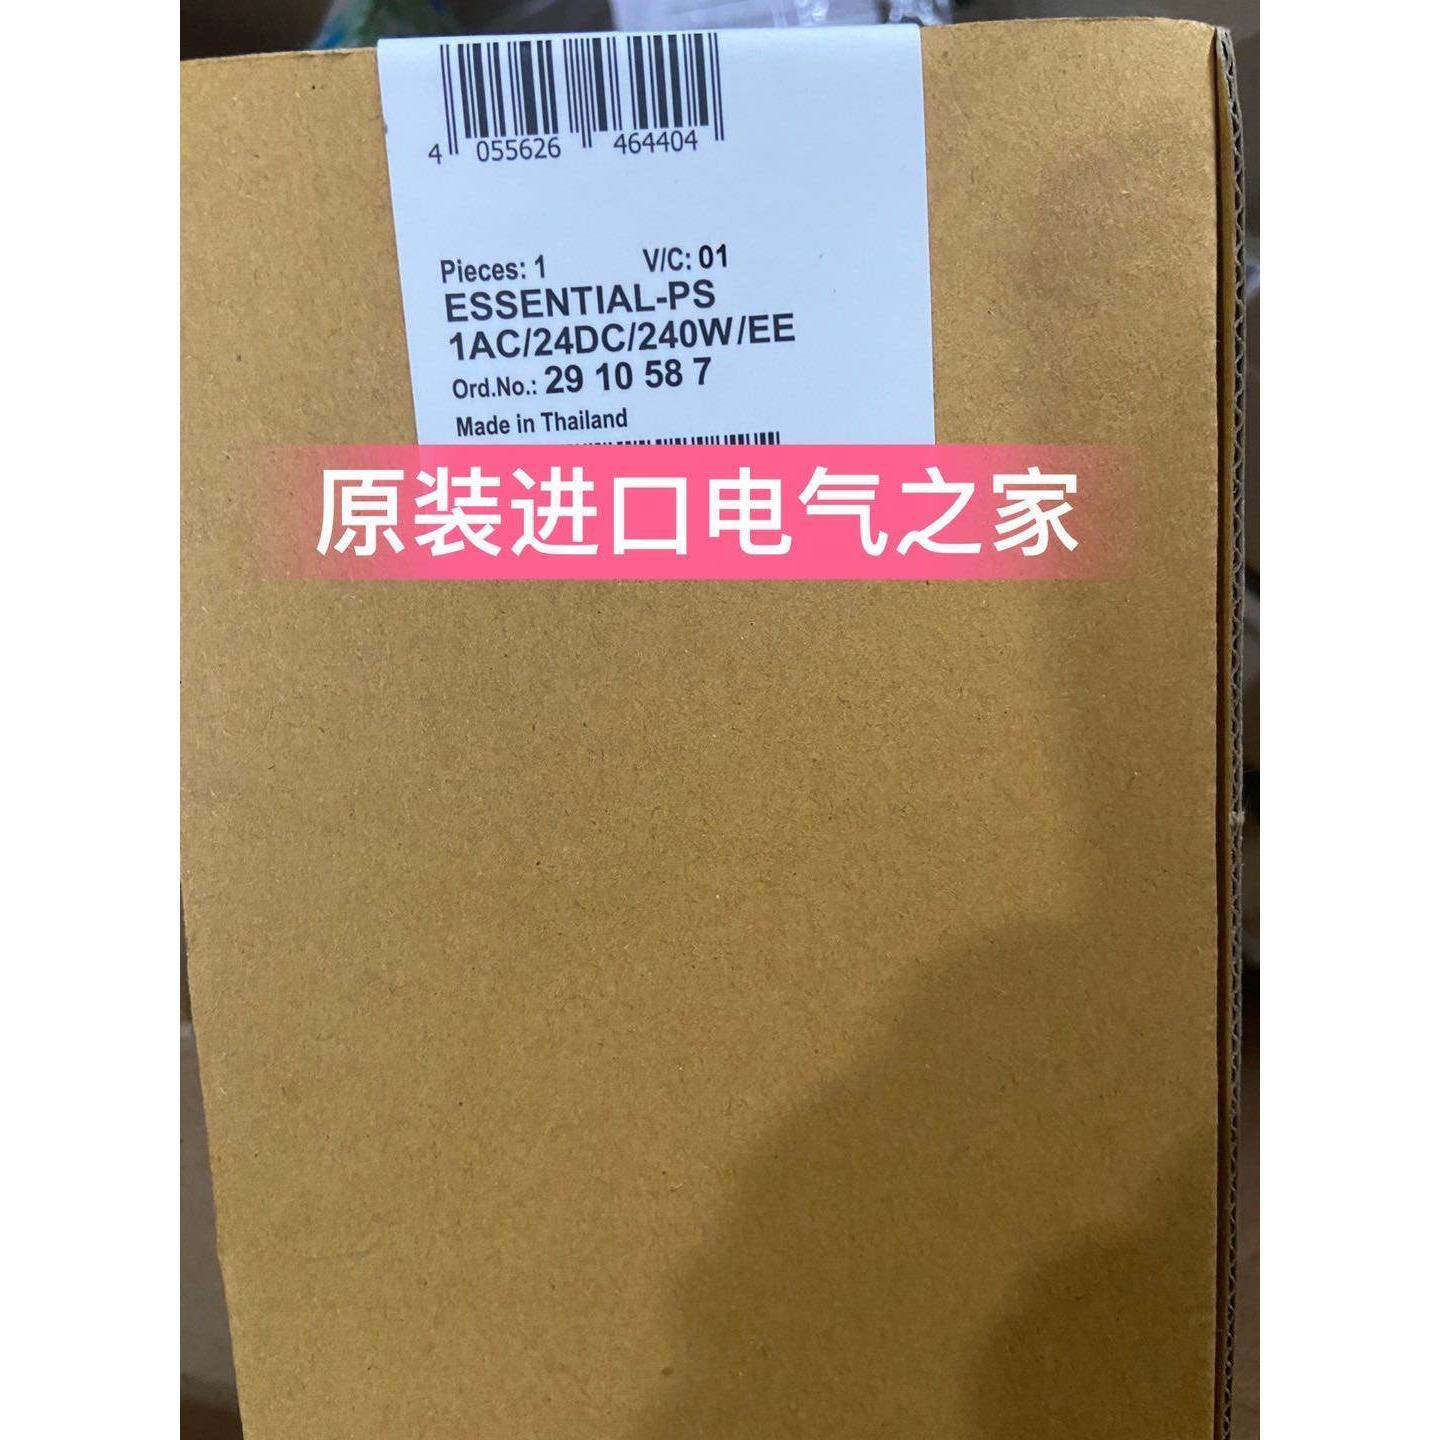 4 055626 464404
Pieces: 1 V/C: 01
ESSENTIAL-PS
1AC/24DC/240W/EE
Ord.No.: 29 10 58 7
Made in Thailand
原装进口电气之家